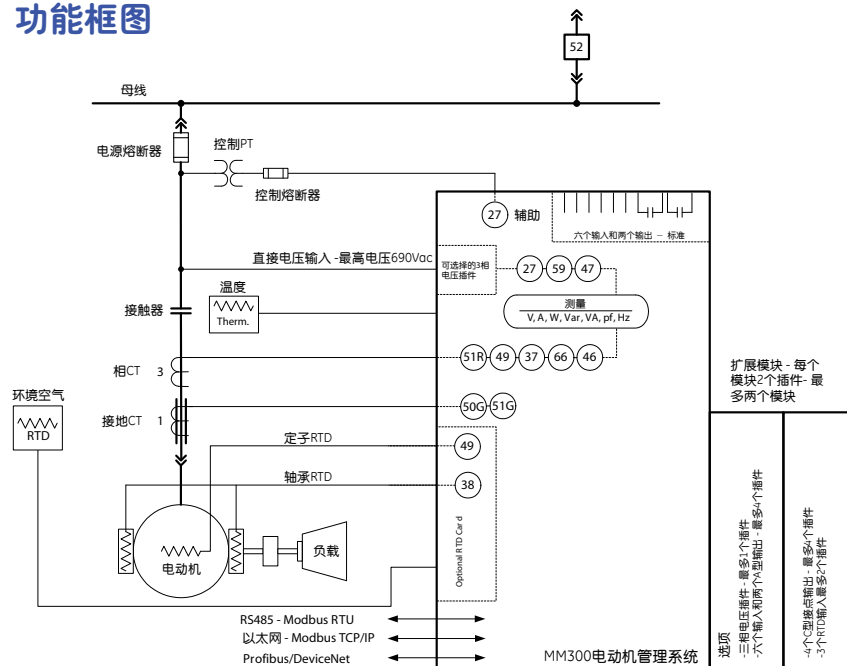 功能框图
52
母线
电源熔断器
控制PT
控制熔断器
27 辅助
六个输入和两个输出 - 标准
直接电压输入 -最高电压690Vac
可选择的3相
电压插件
27 59 47
温度
Therm.
测量
V, A, W, Var, VA, pf, Hz
接触器
相CT 3
51R 49 37 66 46
扩展模块 - 每个
模块2个插件- 最
多两个模块
环境空气
RTD
接地CT 1
50G 51G
定子RTD
49
轴承RTD
38
Optional RTD Card
电动机
负载
RS485 - Modbus RTU
以太网 - Modbus TCP/IP
Profibus/DeviceNet
MM300电动机管理系统
选项
-三相电压插件 - 最多1个插件
-六个输入和两个A型输出 - 最多4个插件
-4个C型接点输出 - 最多4个插件
-3个RTD输入最多2个插件